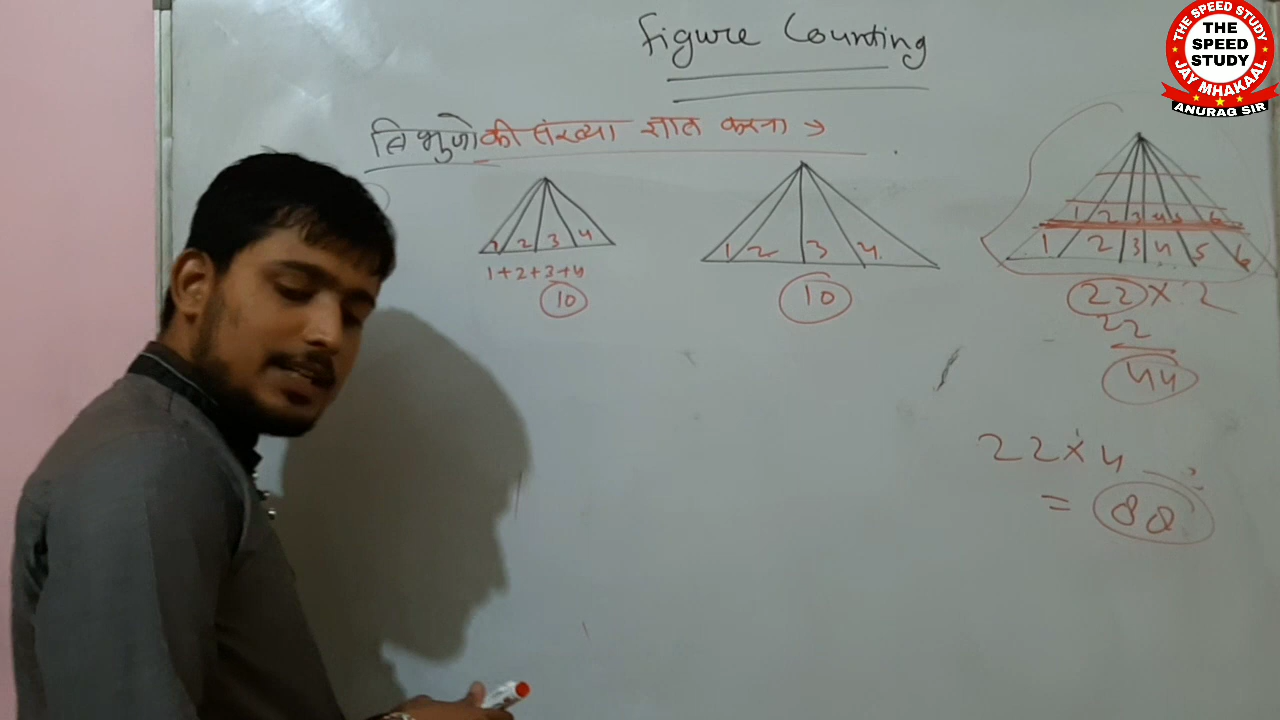 Figure Counting
THE SPEED STUDY
THE
SPEED
STUDY
JAY MHAKAAL
ANURAG SIR
त्रिभुजो की संख्या ज्ञात करना →
1 2 3 4
1+2+3+4
10
1 2 3 4
10
1 2 3 4 5 6
1 2 3 4 5 6
22 × 2
22
44
22 × 4
= 88